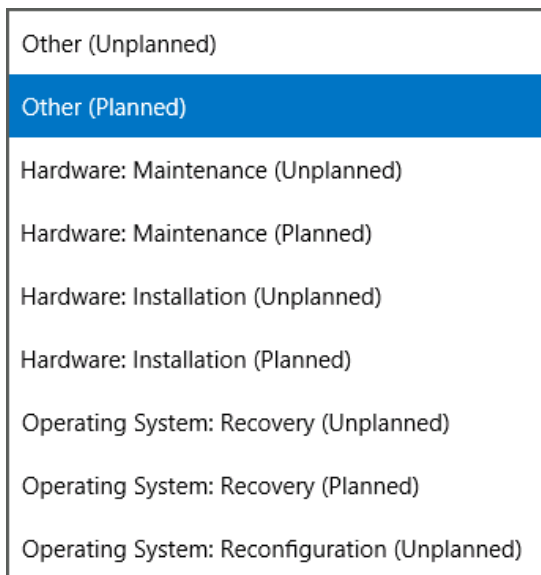 Other (Unplanned)
Other (Planned)
Hardware: Maintenance (Unplanned)
Hardware: Maintenance (Planned)
Hardware: Installation (Unplanned)
Hardware: Installation (Planned)
Operating System: Recovery (Unplanned)
Operating System: Recovery (Planned)
Operating System: Reconfiguration (Unplanned)